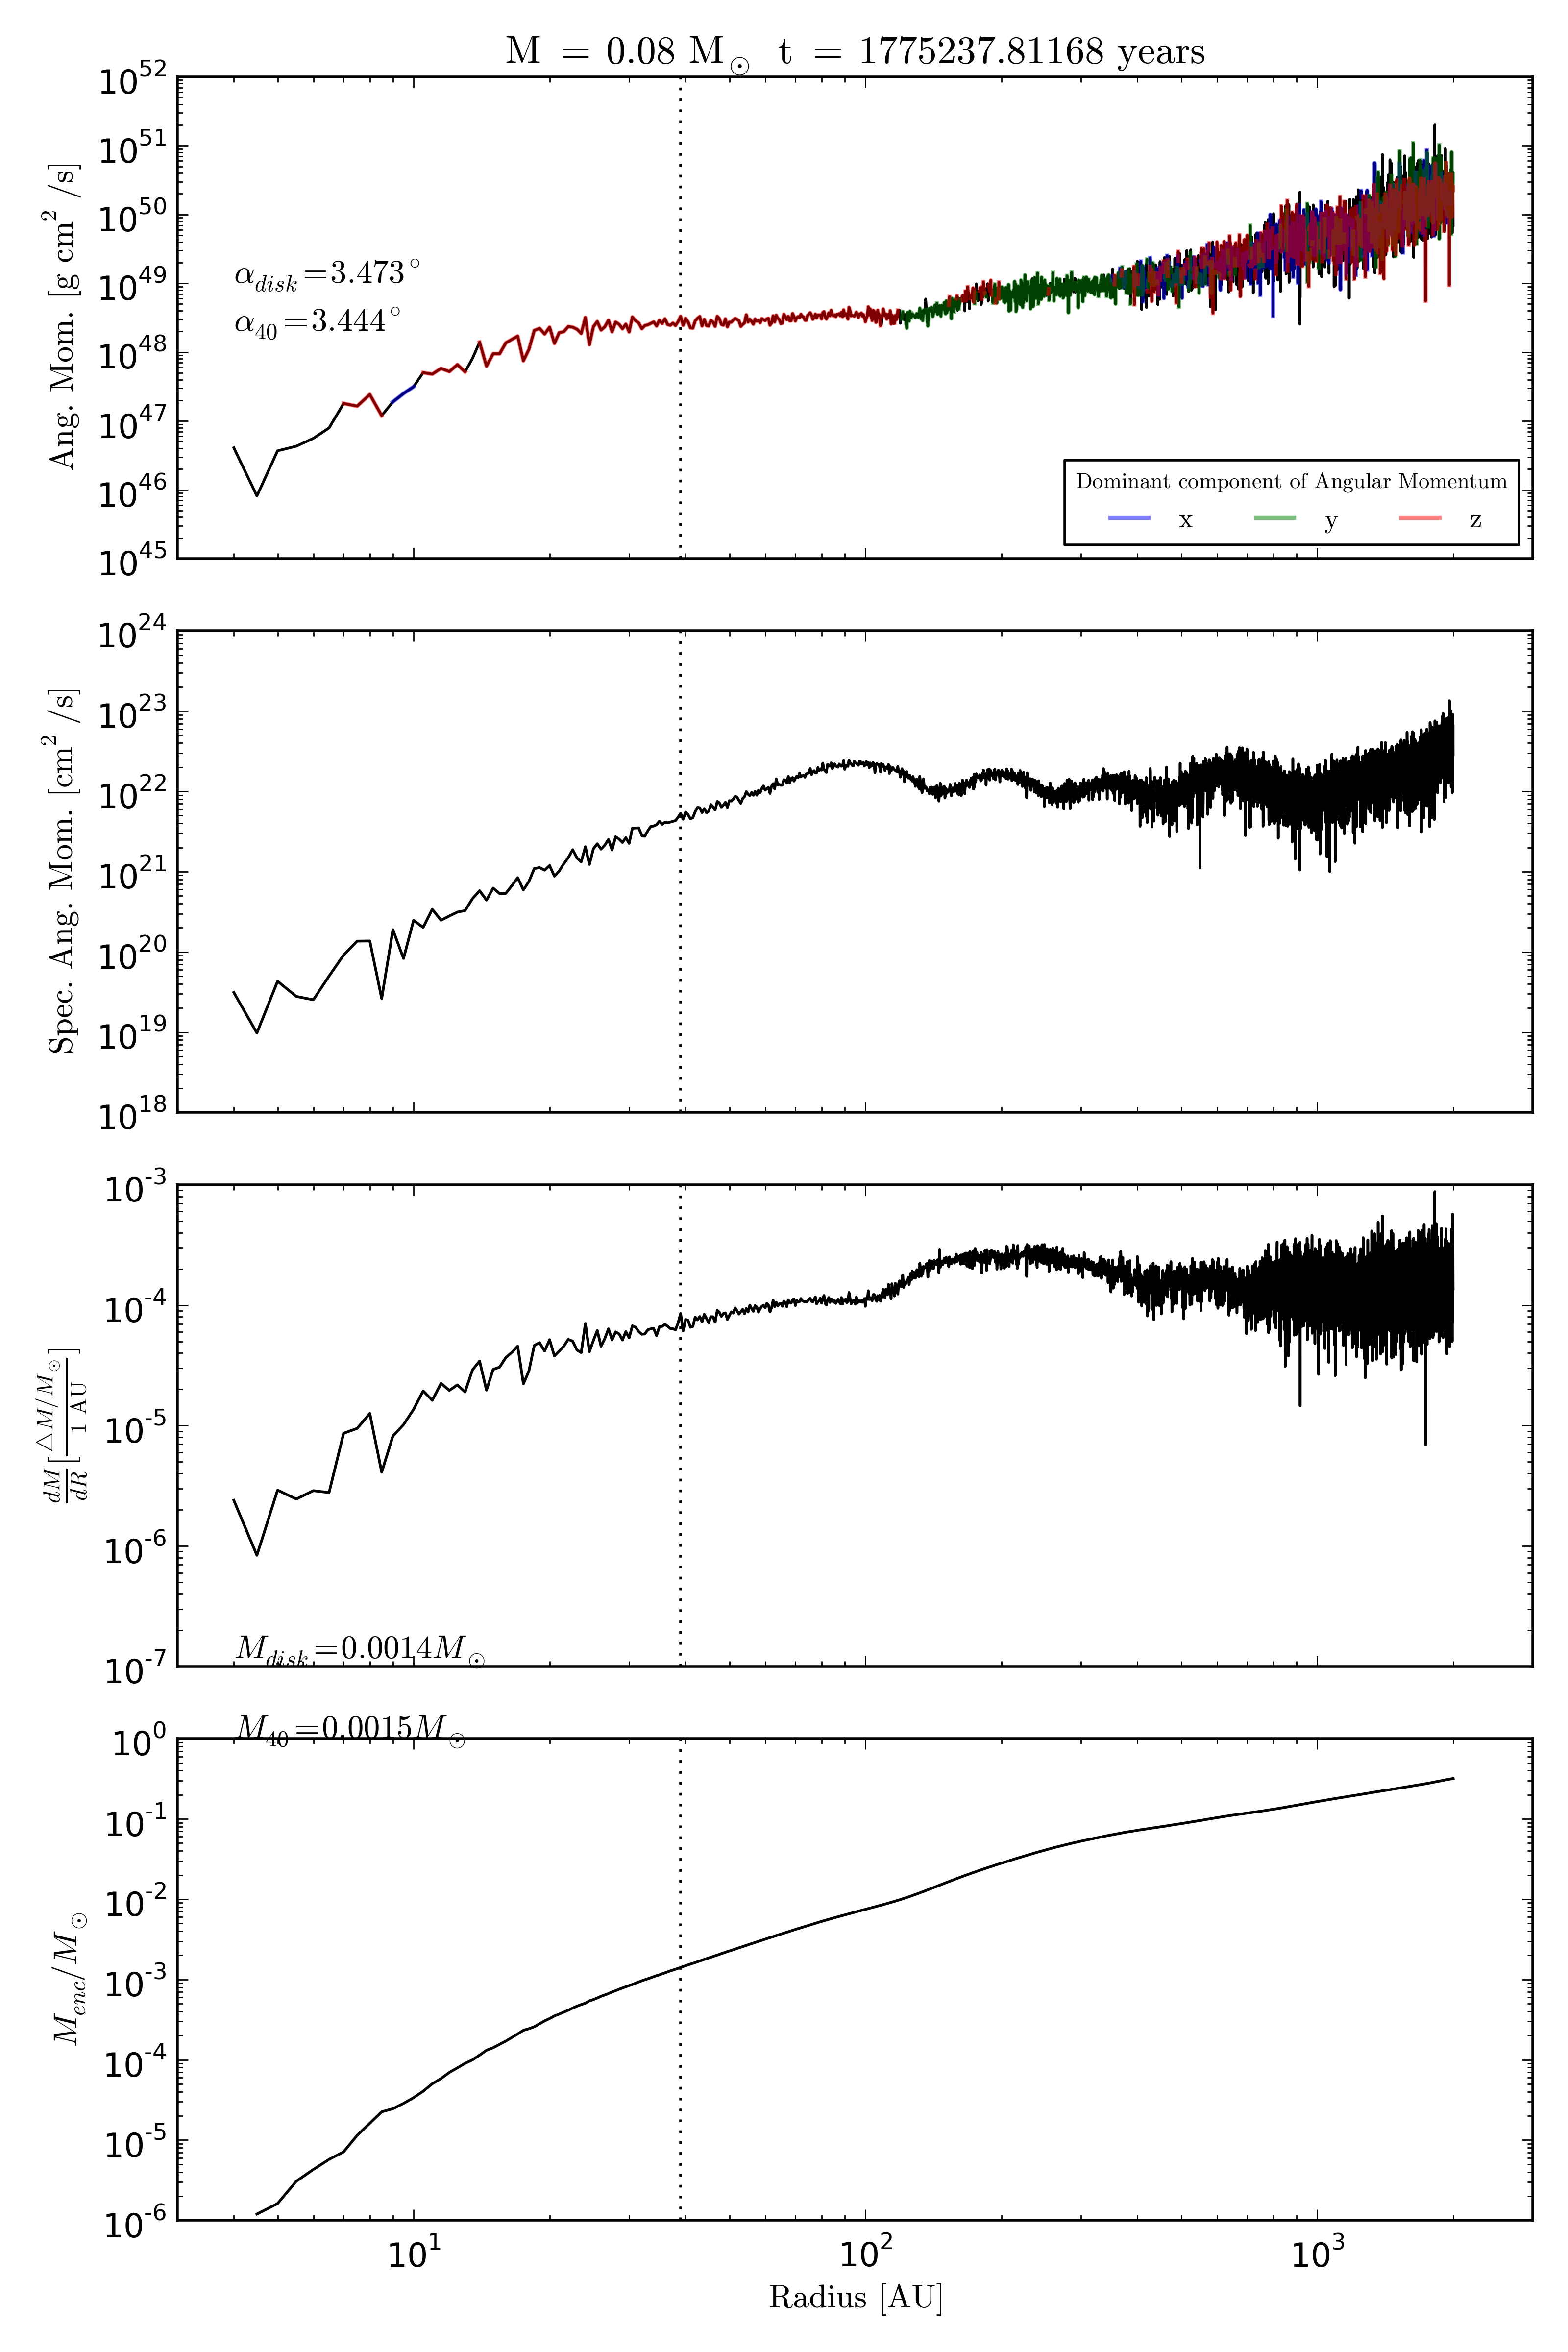 M = 0.08 M⊙ t = 1775237.81168 years
10^52
10^51
10^50
10^49
10^48
10^47
10^46
10^45
Ang. Mom. [g cm^2 /s]
α_disk=3.473°
α_40=3.444°
Dominant component of Angular Momentum
x y z
10^24
10^23
10^22
10^21
10^20
10^19
10^18
Spec. Ang. Mom. [cm^2 /s]
10^-3
10^-4
10^-5
10^-6
10^-7
dM/dR [△M/M⊙ / 1 AU]
M_disk=0.0014M⊙
M_40=0.0015M⊙
10^0
10^-1
10^-2
10^-3
10^-4
10^-5
10^-6
M_enc/M⊙
10^1 10^2 10^3
Radius [AU]